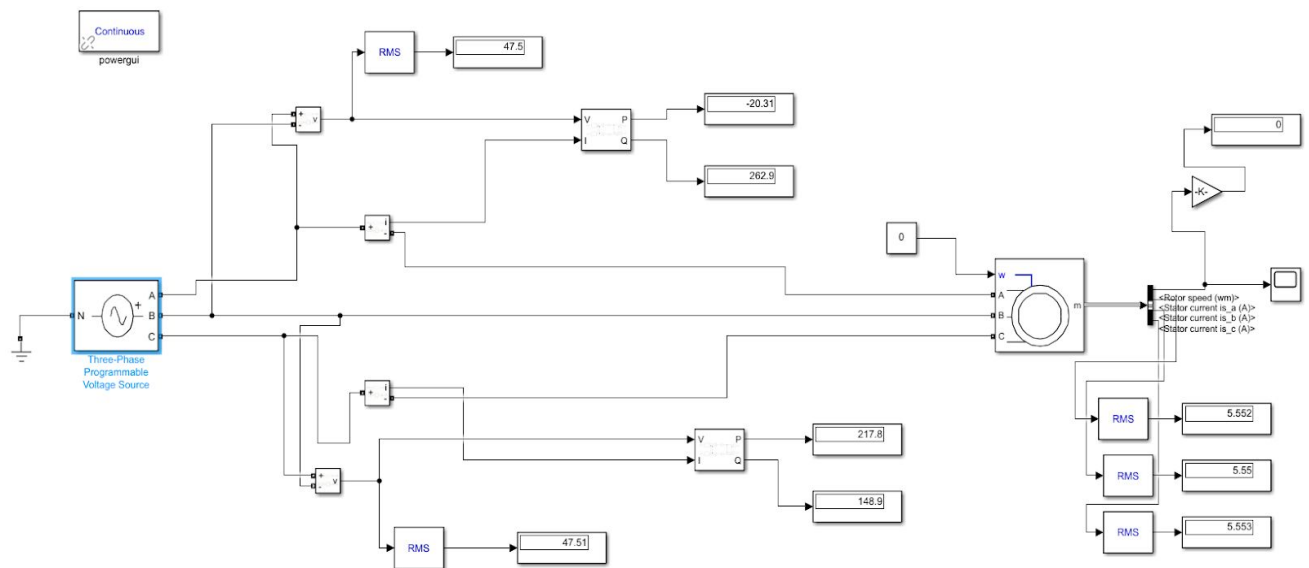 Continuous
powergui
RMS
47.5
+
-
v
V
I
P
Q
-20.31
262.9
0
-K-
+
i
-
0
N
+
A
B
C
Three-Phase
Programmable
Voltage Source
w
A
B
C
m
<Rotor speed (wm)>
<Stator current is_a (A)>
<Stator current is_b (A)>
<Stator current is_c (A)>
+
i
-
V
I
P
Q
217.8
148.9
+
-
v
RMS
47.51
RMS
5.552
RMS
5.55
RMS
5.553